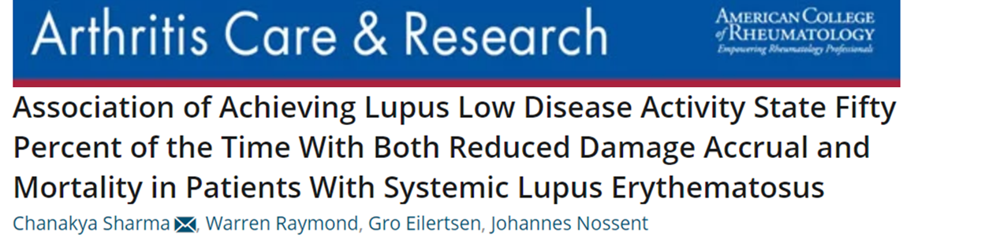 Arthritis Care & Research
AMERICAN COLLEGE
of RHEUMATOLOGY
Empowering Rheumatology Professionals
Association of Achieving Lupus Low Disease Activity State Fifty
Percent of the Time With Both Reduced Damage Accrual and
Mortality in Patients With Systemic Lupus Erythematosus
Chanakya Sharma, Warren Raymond, Gro Eilertsen, Johannes Nossent